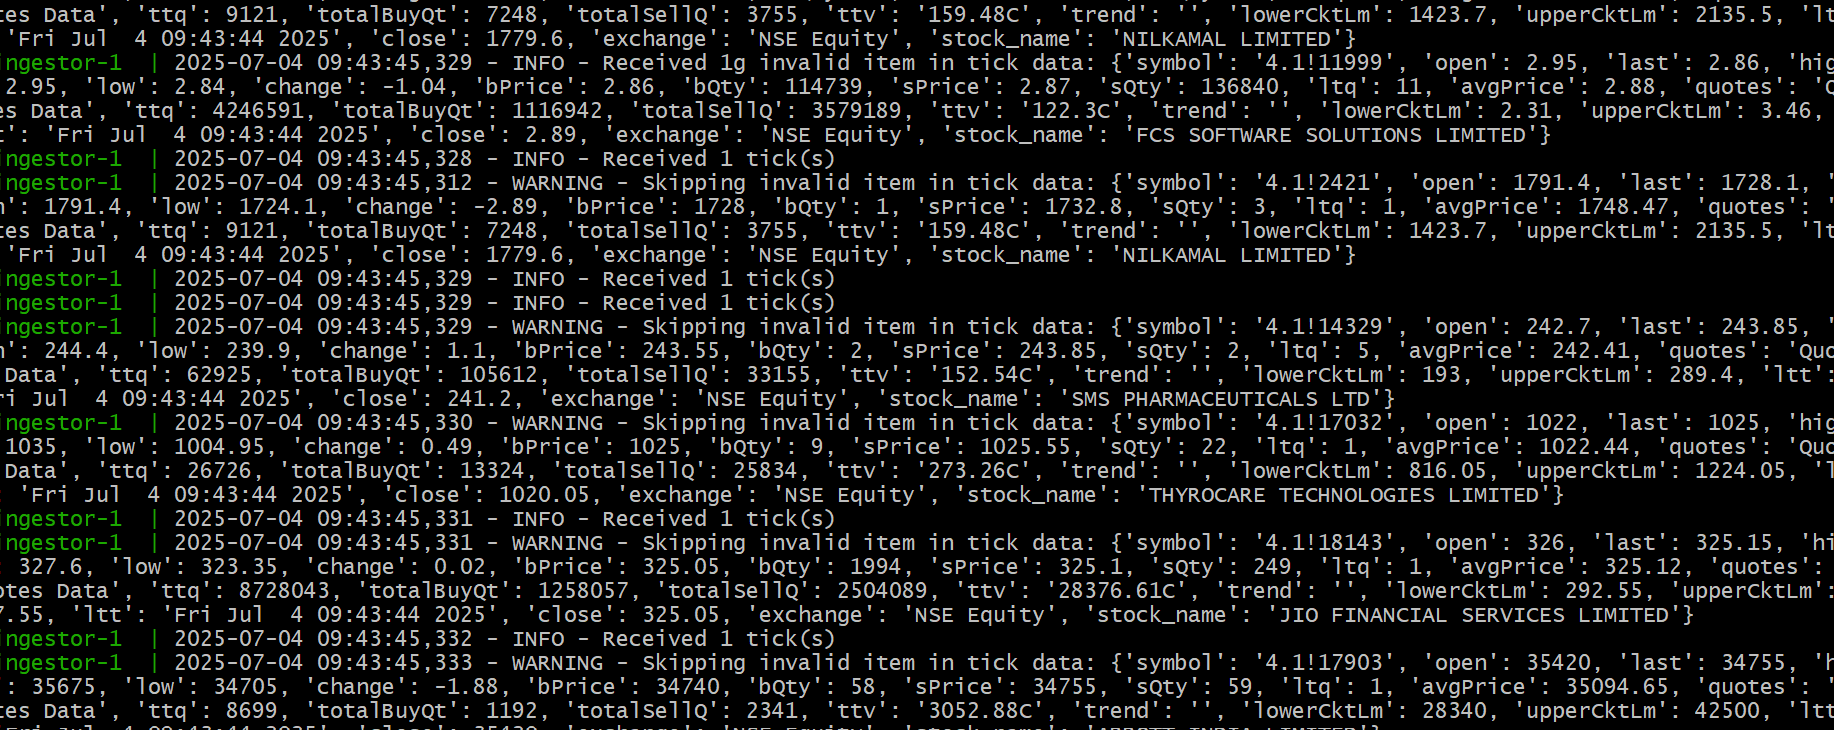 es Data', 'ttq': 9121, 'totalBuyQt': 7248, 'totalSellQ': 3755, 'ttv': '159.48C', 'trend': '', 'lowerCktLm': 1423.7, 'upperCktLm': 2135.5, 'lt
'Fri Jul  4 09:43:44 2025', 'close': 1779.6, 'exchange': 'NSE Equity', 'stock_name': 'NILKAMAL LIMITED'}
ingestor-1  | 2025-07-04 09:43:45,329 - INFO - Received 1g invalid item in tick data: {'symbol': '4.1!11999', 'open': 2.95, 'last': 2.86, 'hig
2.95, 'low': 2.84, 'change': -1.04, 'bPrice': 2.86, 'bQty': 114739, 'sPrice': 2.87, 'sQty': 136840, 'ltq': 11, 'avgPrice': 2.88, 'quotes': 'Q
es Data', 'ttq': 4246591, 'totalBuyQt': 1116942, 'totalSellQ': 3579189, 'ttv': '122.3C', 'trend': '', 'lowerCktLm': 2.31, 'upperCktLm': 3.46,
t': 'Fri Jul  4 09:43:44 2025', 'close': 2.89, 'exchange': 'NSE Equity', 'stock_name': 'FCS SOFTWARE SOLUTIONS LIMITED'}
ingestor-1  | 2025-07-04 09:43:45,328 - INFO - Received 1 tick(s)
ingestor-1  | 2025-07-04 09:43:45,312 - WARNING - Skipping invalid item in tick data: {'symbol': '4.1!2421', 'open': 1791.4, 'last': 1728.1, '
': 1791.4, 'low': 1724.1, 'change': -2.89, 'bPrice': 1728, 'bQty': 1, 'sPrice': 1732.8, 'sQty': 3, 'ltq': 1, 'avgPrice': 1748.47, 'quotes': '
es Data', 'ttq': 9121, 'totalBuyQt': 7248, 'totalSellQ': 3755, 'ttv': '159.48C', 'trend': '', 'lowerCktLm': 1423.7, 'upperCktLm': 2135.5, 'lt
'Fri Jul  4 09:43:44 2025', 'close': 1779.6, 'exchange': 'NSE Equity', 'stock_name': 'NILKAMAL LIMITED'}
ingestor-1  | 2025-07-04 09:43:45,329 - INFO - Received 1 tick(s)
ingestor-1  | 2025-07-04 09:43:45,329 - INFO - Received 1 tick(s)
ingestor-1  | 2025-07-04 09:43:45,329 - WARNING - Skipping invalid item in tick data: {'symbol': '4.1!14329', 'open': 242.7, 'last': 243.85, '
': 244.4, 'low': 239.9, 'change': 1.1, 'bPrice': 243.55, 'bQty': 2, 'sPrice': 243.85, 'sQty': 2, 'ltq': 5, 'avgPrice': 242.41, 'quotes': 'Quo
Data', 'ttq': 62925, 'totalBuyQt': 105612, 'totalSellQ': 33155, 'ttv': '152.54C', 'trend': '', 'lowerCktLm': 193, 'upperCktLm': 289.4, 'ltt':
ri Jul  4 09:43:44 2025', 'close': 241.2, 'exchange': 'NSE Equity', 'stock_name': 'SMS PHARMACEUTICALS LTD'}
ingestor-1  | 2025-07-04 09:43:45,330 - WARNING - Skipping invalid item in tick data: {'symbol': '4.1!17032', 'open': 1022, 'last': 1025, 'hig
1035, 'low': 1004.95, 'change': 0.49, 'bPrice': 1025, 'bQty': 9, 'sPrice': 1025.55, 'sQty': 22, 'ltq': 1, 'avgPrice': 1022.44, 'quotes': 'Quo
Data', 'ttq': 26726, 'totalBuyQt': 13324, 'totalSellQ': 25834, 'ttv': '273.26C', 'trend': '', 'lowerCktLm': 816.05, 'upperCktLm': 1224.05, 'l
'Fri Jul  4 09:43:44 2025', 'close': 1020.05, 'exchange': 'NSE Equity', 'stock_name': 'THYROCARE TECHNOLOGIES LIMITED'}
ingestor-1  | 2025-07-04 09:43:45,331 - INFO - Received 1 tick(s)
ingestor-1  | 2025-07-04 09:43:45,331 - WARNING - Skipping invalid item in tick data: {'symbol': '4.1!18143', 'open': 326, 'last': 325.15, 'hi
327.6, 'low': 323.35, 'change': 0.02, 'bPrice': 325.05, 'bQty': 1994, 'sPrice': 325.1, 'sQty': 249, 'ltq': 1, 'avgPrice': 325.12, 'quotes': '
otes Data', 'ttq': 8728043, 'totalBuyQt': 1258057, 'totalSellQ': 2504089, 'ttv': '28376.61C', 'trend': '', 'lowerCktLm': 292.55, 'upperCktLm':
7.55, 'ltt': 'Fri Jul  4 09:43:44 2025', 'close': 325.05, 'exchange': 'NSE Equity', 'stock_name': 'JIO FINANCIAL SERVICES LIMITED'}
ingestor-1  | 2025-07-04 09:43:45,332 - INFO - Received 1 tick(s)
ingestor-1  | 2025-07-04 09:43:45,333 - WARNING - Skipping invalid item in tick data: {'symbol': '4.1!17903', 'open': 35420, 'last': 34755, 'h
': 35675, 'low': 34705, 'change': -1.88, 'bPrice': 34740, 'bQty': 58, 'sPrice': 34755, 'sQty': 59, 'ltq': 1, 'avgPrice': 35094.65, 'quotes': '
es Data', 'ttq': 8699, 'totalBuyQt': 1192, 'totalSellQ': 2341, 'ttv': '3052.88C', 'trend': '', 'lowerCktLm': 28340, 'upperCktLm': 42500, 'lt